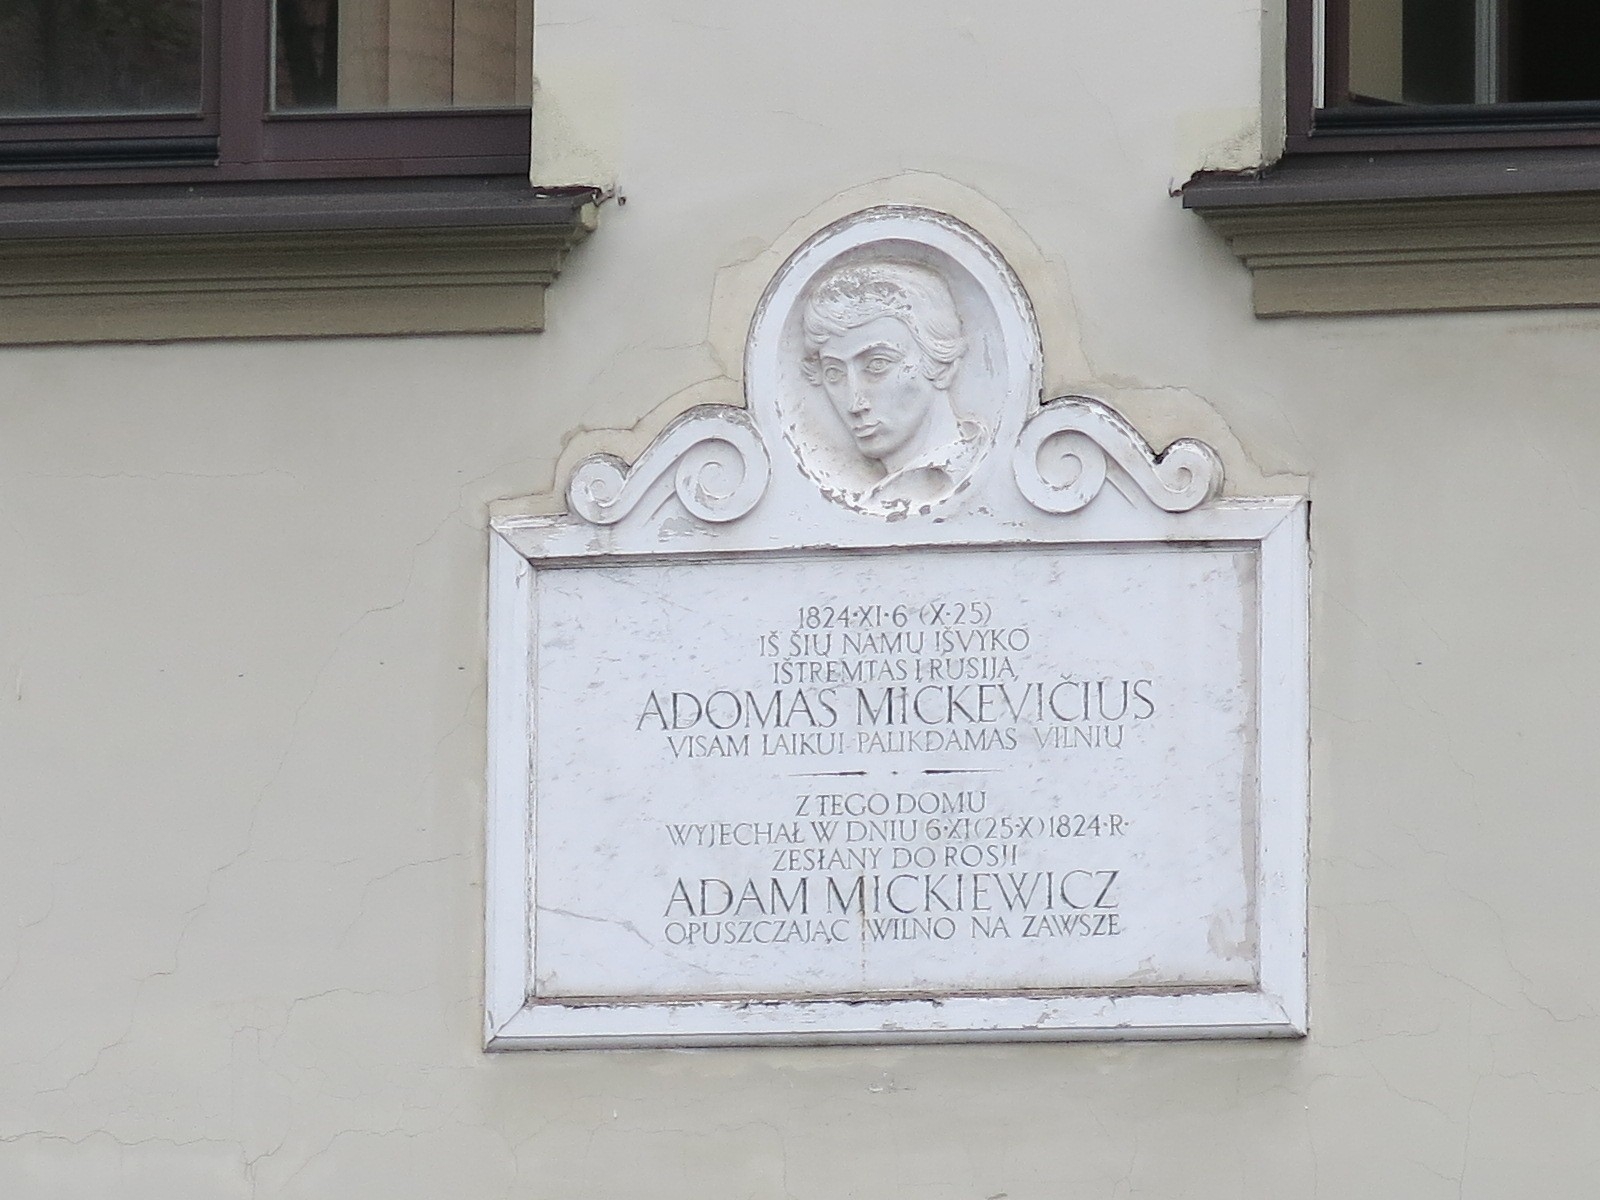 1824·XI·6 (X·25)
IŠ ŠIŲ NAMŲ IŠVYKO
IŠTREMTAS Į RUSIJĄ
ADOMAS MICKEVIČIUS
VISAM LAIKUI PALIKDAMAS VILNIŲ
Z TEGO DOMU
WYJECHAŁ W DNIU 6·XI(25·X)1824·R·
ZESŁANY DO ROSJI
ADAM MICKIEWICZ
OPUSZCZAJĄC WILNO NA ZAWSZE